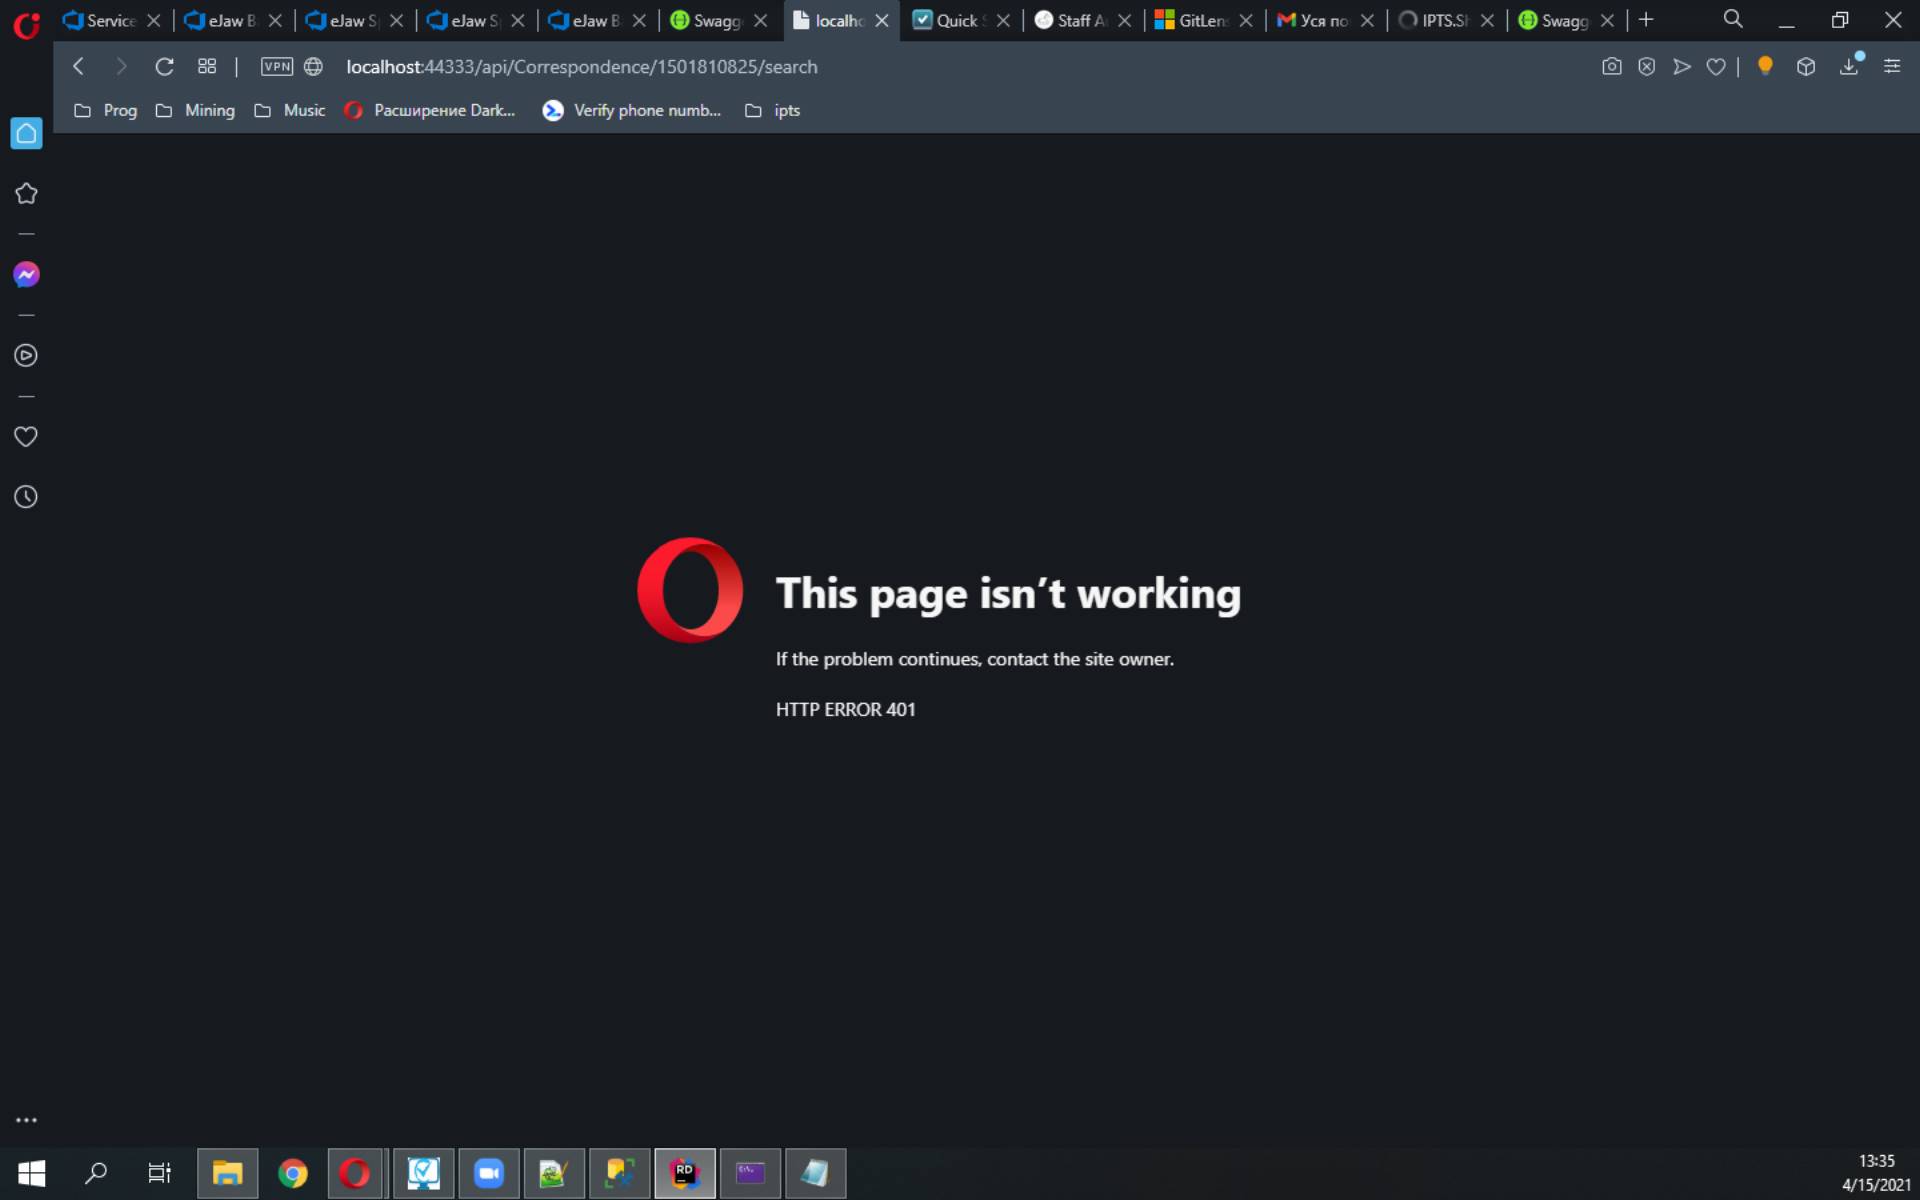 Service
eJaw B
eJaw S
eJaw S
eJaw B
Swagg
localho
Quick S
Staff A
GitLens
Уся по
IPTS.S
Swagg
VPN
localhost:44333/api/Correspondence/1501810825/search
Prog
Mining
Music
Расширение Dark...
Verify phone numb...
ipts
This page isn’t working
If the problem continues, contact the site owner.
HTTP ERROR 401
RD
13:35
4/15/2021